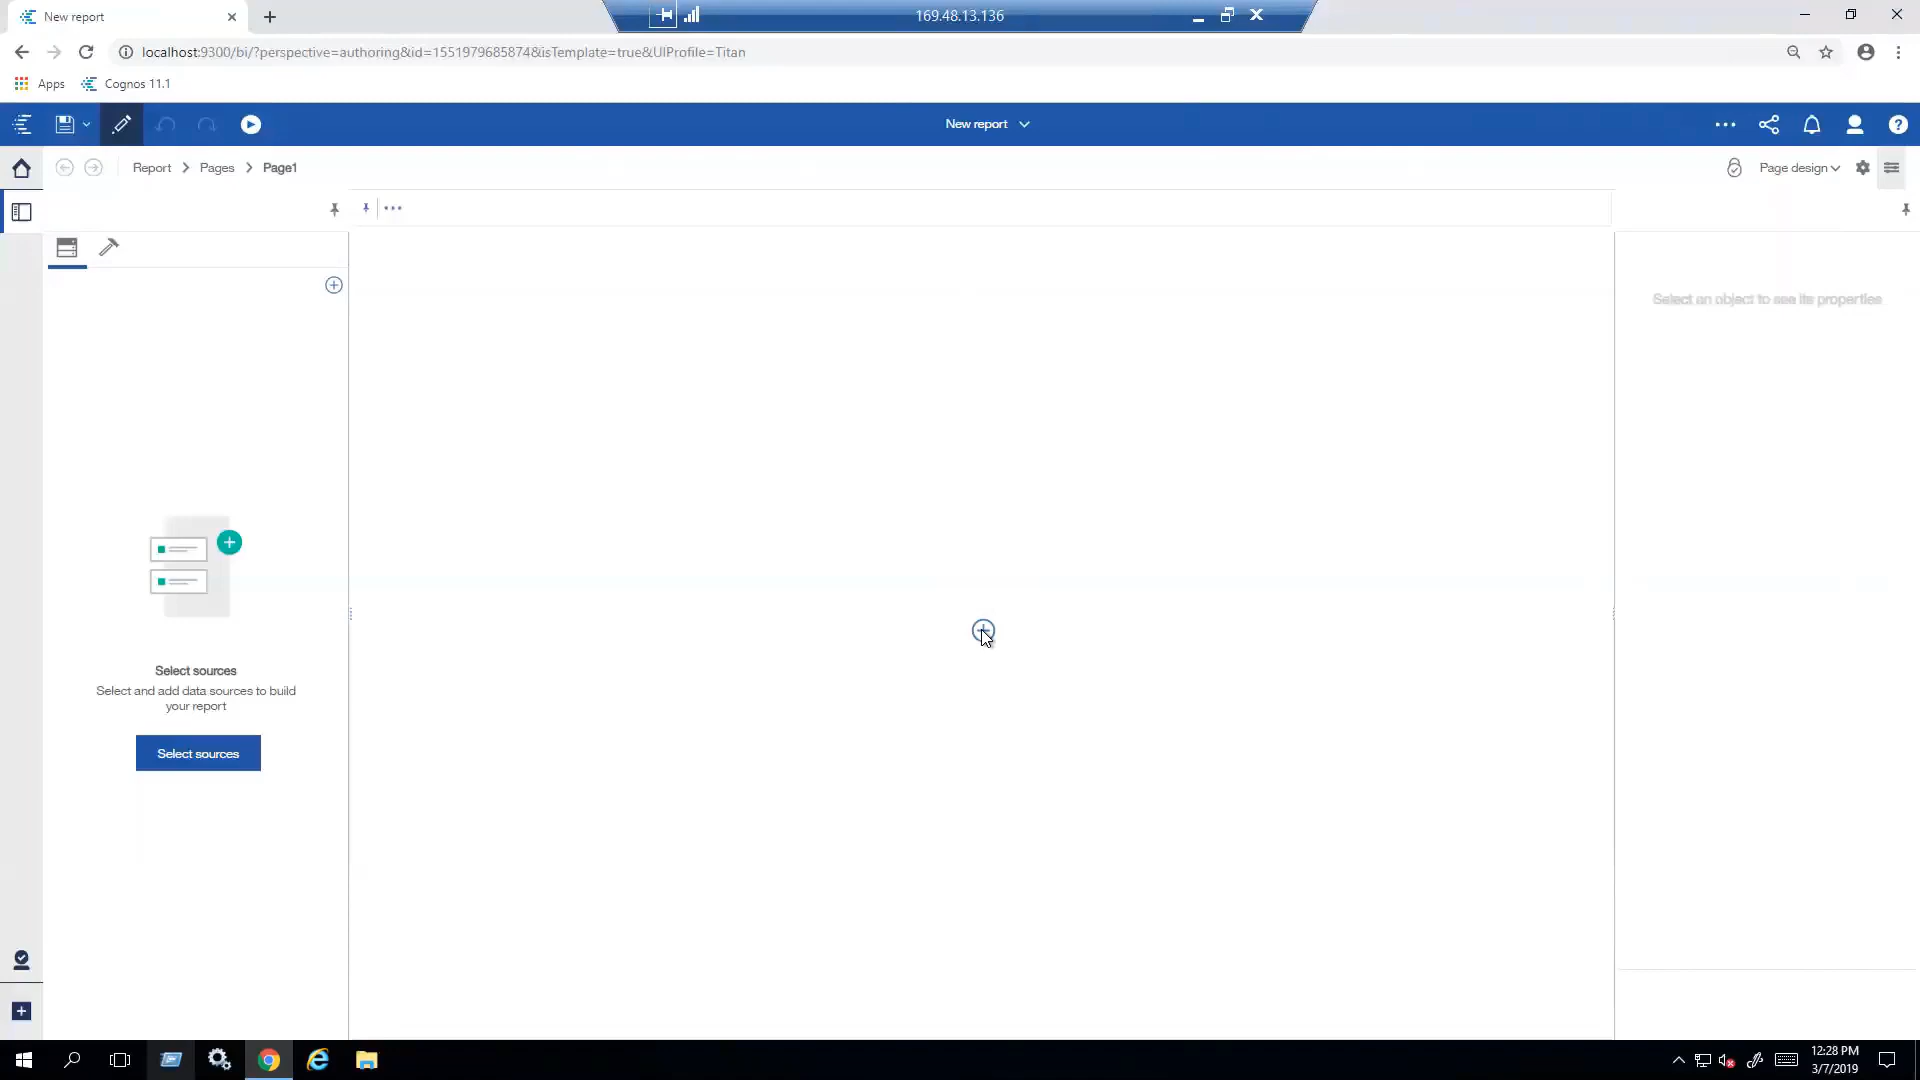 New report
169.48.13.136
localhost:9300/bi/?perspective=authoring&id=1551979685874&isTemplate=true&UIProfile=Titan
Apps
Cognos 11.1
New report
Report > Pages > Page1
Page design
Select an object to see its properties
Select sources
Select and add data sources to build
your report
Select sources
12:28 PM
3/7/2019